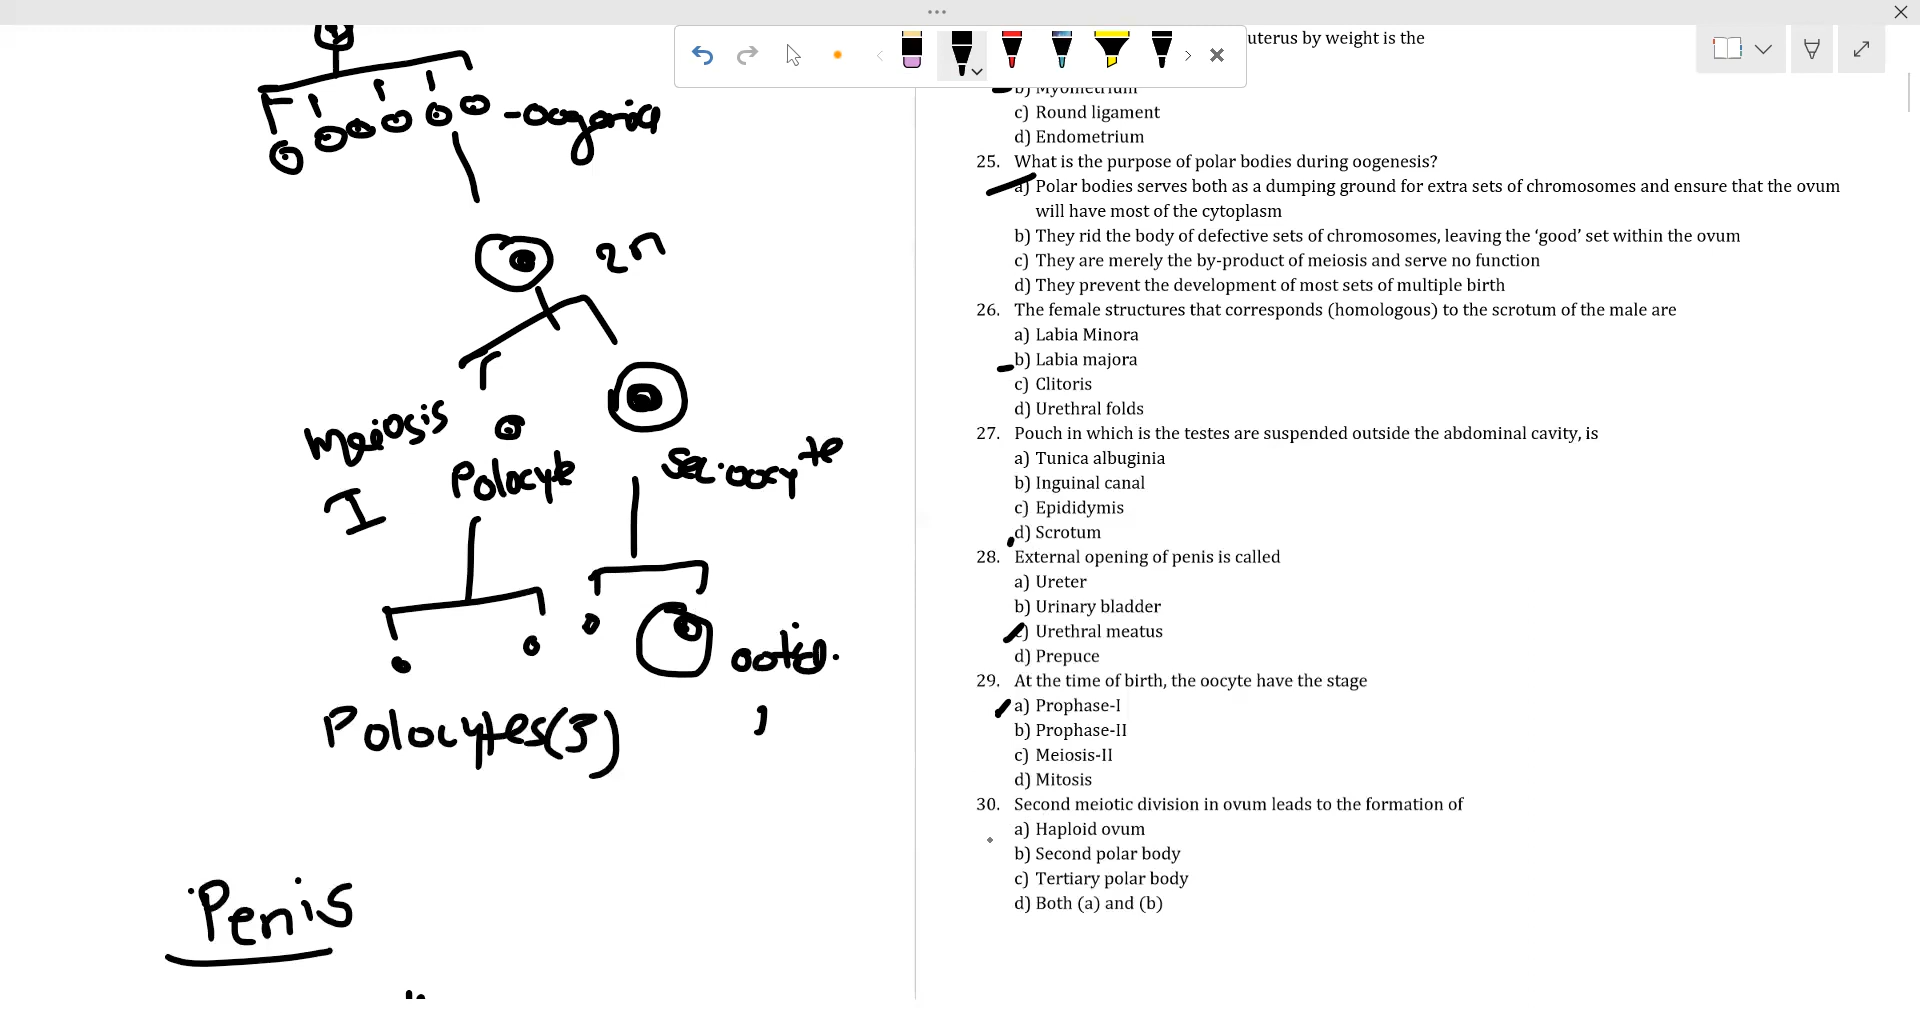 -oogonia
2n
Meiosis
I
Polocyte
Sec.oocyte
ootid.
Polocytes(3)
Penis
uterus by weight is the
b) Myometrium
c) Round ligament
d) Endometrium
25. What is the purpose of polar bodies during oogenesis?
a) Polar bodies serves both as a dumping ground for extra sets of chromosomes and ensure that the ovum
will have most of the cytoplasm
b) They rid the body of defective sets of chromosomes, leaving the ‘good’ set within the ovum
c) They are merely the by-product of meiosis and serve no function
d) They prevent the development of most sets of multiple birth
26. The female structures that corresponds (homologous) to the scrotum of the male are
a) Labia Minora
b) Labia majora
c) Clitoris
d) Urethral folds
27. Pouch in which is the testes are suspended outside the abdominal cavity, is
a) Tunica albuginia
b) Inguinal canal
c) Epididymis
d) Scrotum
28. External opening of penis is called
a) Ureter
b) Urinary bladder
c) Urethral meatus
d) Prepuce
29. At the time of birth, the oocyte have the stage
a) Prophase-I
b) Prophase-II
c) Meiosis-II
d) Mitosis
30. Second meiotic division in ovum leads to the formation of
a) Haploid ovum
b) Second polar body
c) Tertiary polar body
d) Both (a) and (b)